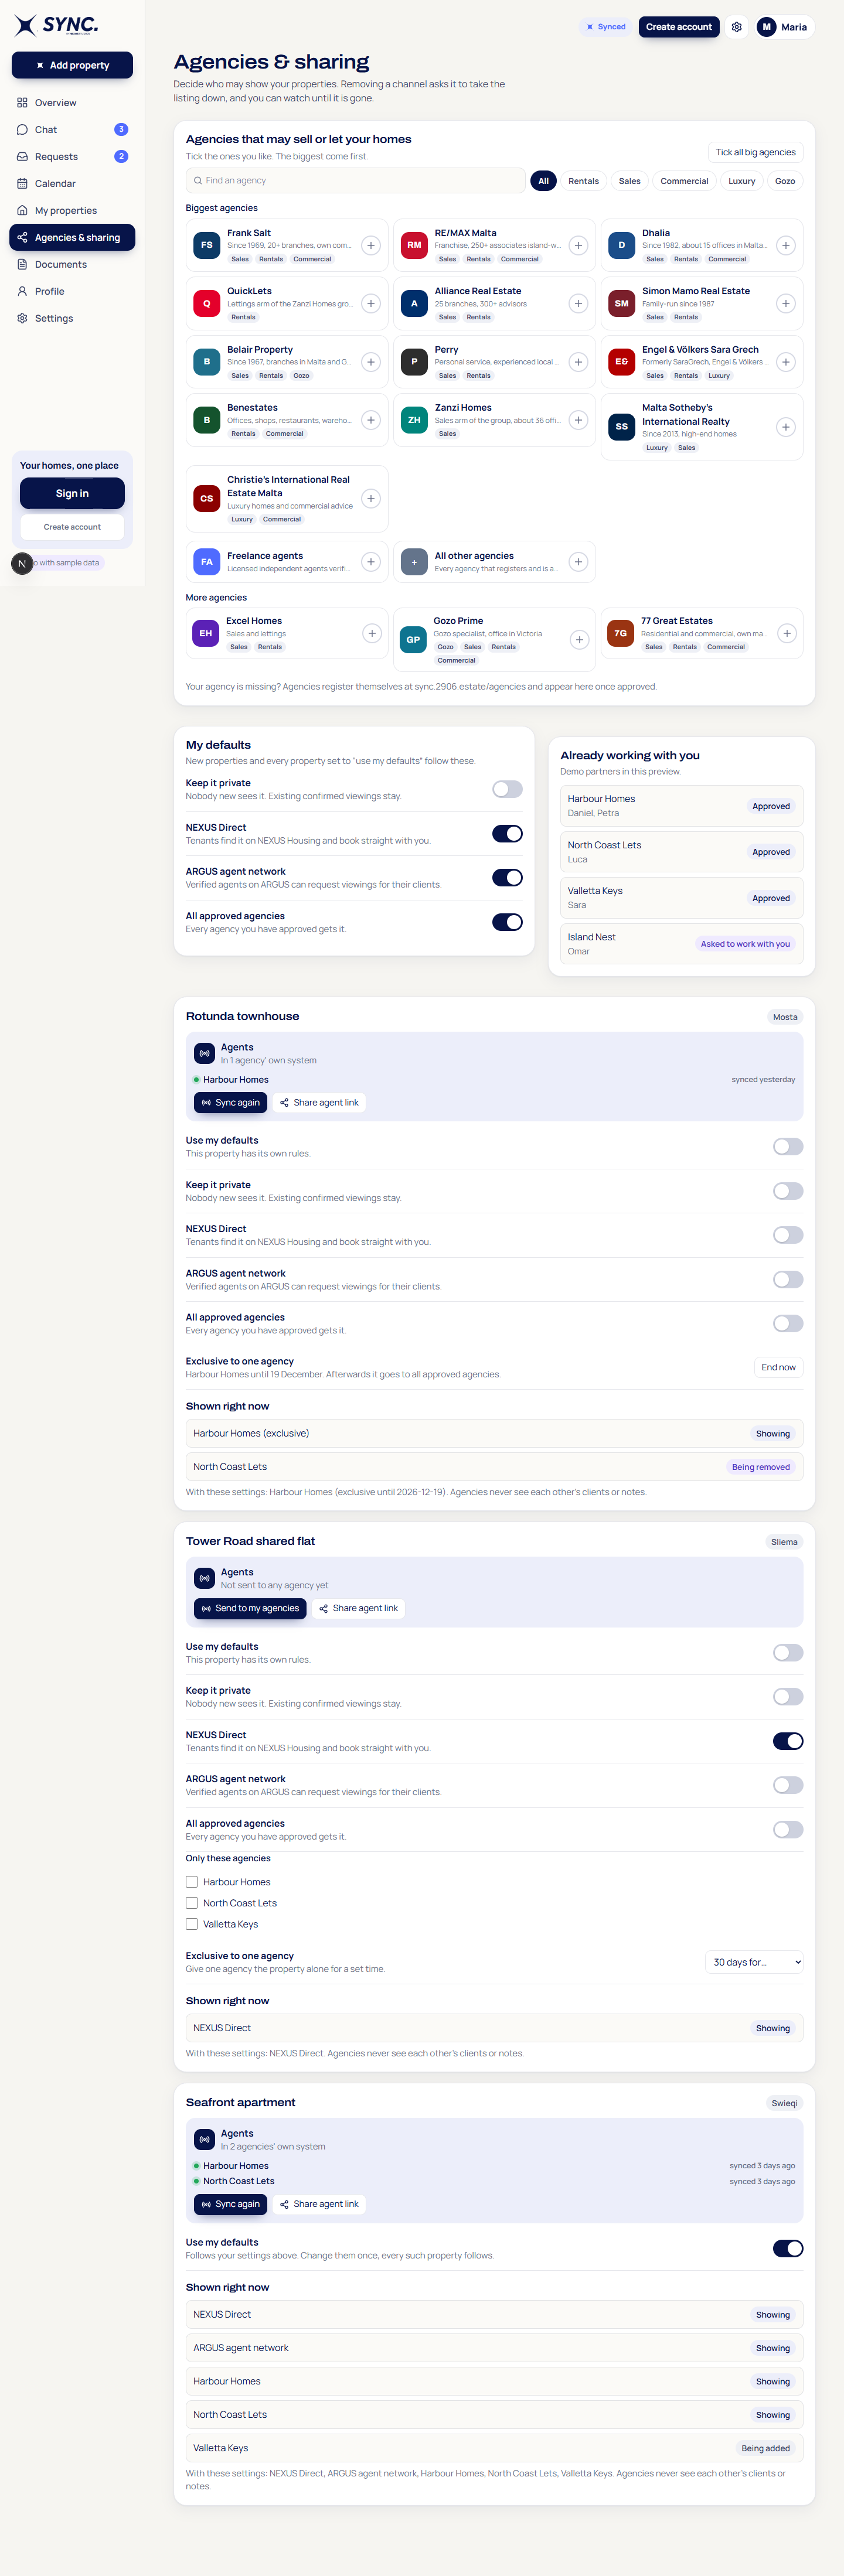 SYNC.
Synced
Create account
M
Maria
Add property
Overview
Chat
3
Requests
2
Calendar
My properties
Agencies & sharing
Documents
Profile
Settings
Your homes, one place
Sign in
Create account
N
o with sample data
Agencies & sharing
Decide who may show your properties. Removing a channel asks it to take the
listing down, and you can watch until it is gone.
Agencies that may sell or let your homes
Tick the ones you like. The biggest come first.
Tick all big agencies
Find an agency
All
Rentals
Sales
Commercial
Luxury
Gozo
Biggest agencies
FS
Frank Salt
Since 1969, 20+ branches, own com...
Sales Rentals Commercial
RM
RE/MAX Malta
Franchise, 250+ associates island-w...
Sales Rentals Commercial
D
Dhalia
Since 1982, about 15 offices in Malta...
Sales Rentals Commercial
Q
QuickLets
Lettings arm of the Zanzi Homes gro...
Rentals
A
Alliance Real Estate
25 branches, 300+ advisors
Sales Rentals
SM
Simon Mamo Real Estate
Family-run since 1987
Sales Rentals
B
Belair Property
Since 1967, branches in Malta and G...
Sales Rentals Gozo
P
Perry
Personal service, experienced local ...
Sales Rentals
E&
Engel & Völkers Sara Grech
Formerly SaraGrech, Engel & Völkers ...
Sales Rentals Luxury
B
Benestates
Offices, shops, restaurants, wareho...
Rentals Commercial
ZH
Zanzi Homes
Sales arm of the group, about 36 offi...
Sales
SS
Malta Sotheby's
International Realty
Since 2013, high-end homes
Luxury Sales
CS
Christie's International Real
Estate Malta
Luxury homes and commercial advice
Luxury Commercial
FA
Freelance agents
Licensed independent agents verifi...
+
All other agencies
Every agency that registers and is a...
More agencies
EH
Excel Homes
Sales and lettings
Sales Rentals
GP
Gozo Prime
Gozo specialist, office in Victoria
Gozo Sales Rentals
Commercial
7G
77 Great Estates
Residential and commercial, own ma...
Sales Rentals Commercial
Your agency is missing? Agencies register themselves at sync.2906.estate/agencies and appear here once approved.
My defaults
New properties and every property set to "use my defaults" follow these.
Keep it private
Nobody new sees it. Existing confirmed viewings stay.
NEXUS Direct
Tenants find it on NEXUS Housing and book straight with you.
ARGUS agent network
Verified agents on ARGUS can request viewings for their clients.
All approved agencies
Every agency you have approved gets it.
Already working with you
Demo partners in this preview.
Harbour Homes
Daniel, Petra
Approved
North Coast Lets
Luca
Approved
Valletta Keys
Sara
Approved
Island Nest
Omar
Asked to work with you
Rotunda townhouse
Mosta
Agents
In 1 agency' own system
Harbour Homes
synced yesterday
Sync again
Share agent link
Use my defaults
This property has its own rules.
Keep it private
Nobody new sees it. Existing confirmed viewings stay.
NEXUS Direct
Tenants find it on NEXUS Housing and book straight with you.
ARGUS agent network
Verified agents on ARGUS can request viewings for their clients.
All approved agencies
Every agency you have approved gets it.
Exclusive to one agency
Harbour Homes until 19 December. Afterwards it goes to all approved agencies.
End now
Shown right now
Harbour Homes (exclusive)
Showing
North Coast Lets
Being removed
With these settings: Harbour Homes (exclusive until 2026-12-19). Agencies never see each other's clients or notes.
Tower Road shared flat
Sliema
Agents
Not sent to any agency yet
Send to my agencies
Share agent link
Use my defaults
This property has its own rules.
Keep it private
Nobody new sees it. Existing confirmed viewings stay.
NEXUS Direct
Tenants find it on NEXUS Housing and book straight with you.
ARGUS agent network
Verified agents on ARGUS can request viewings for their clients.
All approved agencies
Every agency you have approved gets it.
Only these agencies
Harbour Homes
North Coast Lets
Valletta Keys
Exclusive to one agency
Give one agency the property alone for a set time.
30 days for...
Shown right now
NEXUS Direct
Showing
With these settings: NEXUS Direct. Agencies never see each other's clients or notes.
Seafront apartment
Swieqi
Agents
In 2 agencies' own system
Harbour Homes
synced 3 days ago
North Coast Lets
synced 3 days ago
Sync again
Share agent link
Use my defaults
Follows your settings above. Change them once, every such property follows.
Shown right now
NEXUS Direct
Showing
ARGUS agent network
Showing
Harbour Homes
Showing
North Coast Lets
Showing
Valletta Keys
Being added
With these settings: NEXUS Direct, ARGUS agent network, Harbour Homes, North Coast Lets, Valletta Keys. Agencies never see each other's clients or
notes.